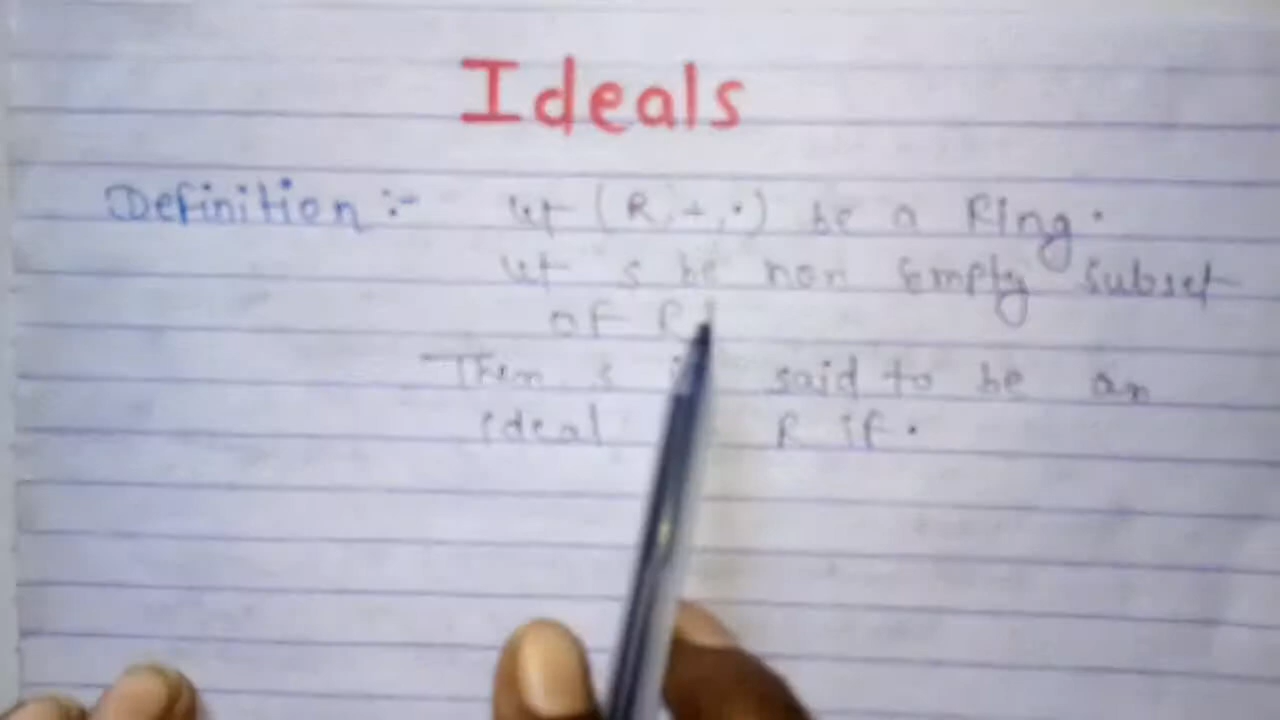 Ideals
Definition :- let (R, +, •) be a Ring.
let s be non Empty subset
of R
Then s said to be an
ideal R if.